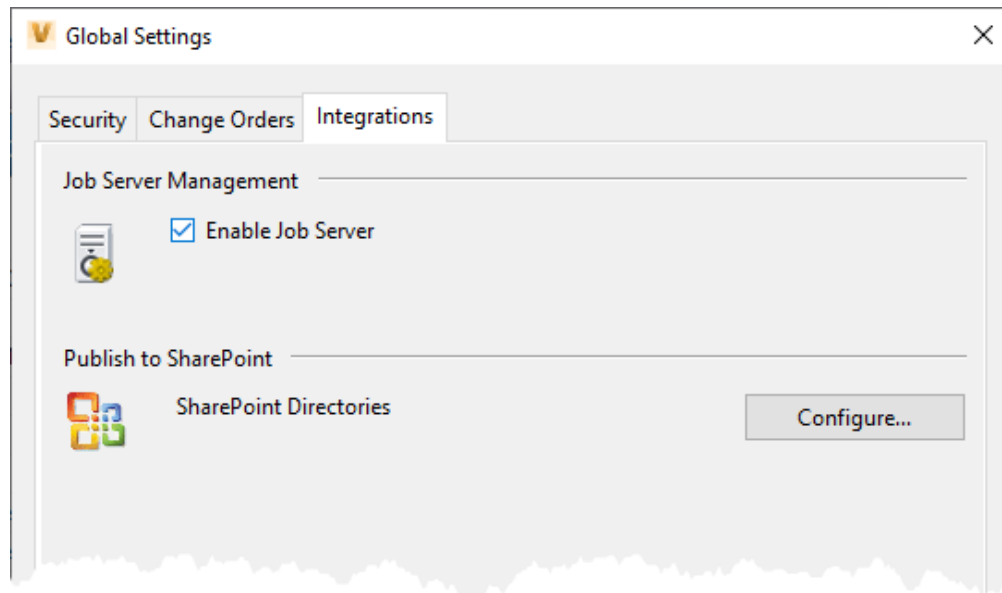 Global Settings
Security Change Orders Integrations
Job Server Management
Enable Job Server
Publish to SharePoint
SharePoint Directories
Configure...